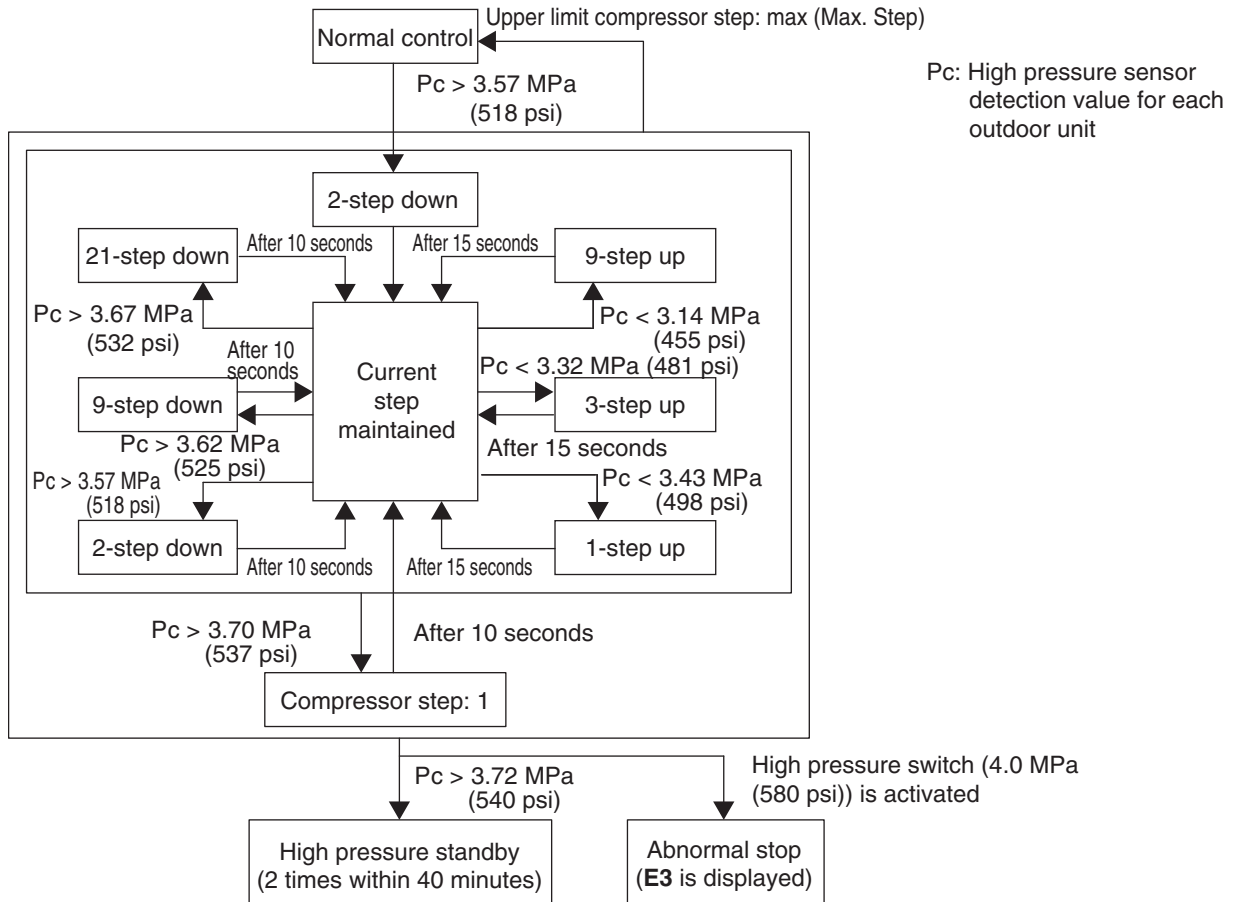 Upper limit compressor step: max (Max. Step)
Normal control
Pc > 3.57 MPa
(518 psi)
Pc: High pressure sensor
detection value for each
outdoor unit
2-step down
21-step down
After 10 seconds
After 15 seconds
9-step up
Pc > 3.67 MPa
(532 psi)
Pc < 3.14 MPa
(455 psi)
After 10
seconds
Pc < 3.32 MPa (481 psi)
Current
step
maintained
9-step down
3-step up
Pc > 3.62 MPa
(525 psi)
After 15 seconds
Pc > 3.57 MPa
(518 psi)
Pc < 3.43 MPa
(498 psi)
2-step down
After 10 seconds
After 15 seconds
1-step up
Pc > 3.70 MPa
(537 psi)
After 10 seconds
Compressor step: 1
Pc > 3.72 MPa
(540 psi)
High pressure switch (4.0 MPa
(580 psi)) is activated
High pressure standby
(2 times within 40 minutes)
Abnormal stop
(E3 is displayed)